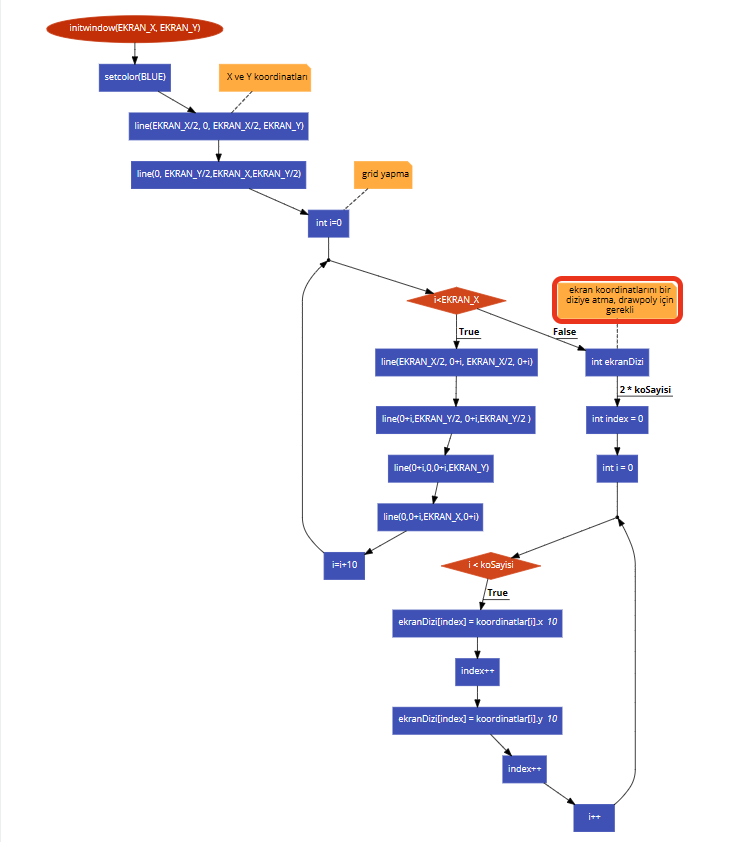 initwindow(EKRAN_X, EKRAN_Y)
setcolor(BLUE)
X ve Y koordinatları
line(EKRAN_X/2, 0, EKRAN_X/2, EKRAN_Y)
line(0, EKRAN_Y/2,EKRAN_X,EKRAN_Y/2)
grid yapma
int i=0
i<EKRAN_X
True
False
ekran koordinatlarını bir
diziye atma, drawpoly için
gerekli
line(EKRAN_X/2, 0+i, EKRAN_X/2, 0+i)
int ekranDizi
2 * koSayisi
line(0+i,EKRAN_Y/2, 0+i,EKRAN_Y/2 )
int index = 0
line(0+i,0,0+i,EKRAN_Y)
int i = 0
line(0,0+i,EKRAN_X,0+i)
i=i+10
i < koSayisi
True
ekranDizi[index] = koordinatlar[i].x 10
index++
ekranDizi[index] = koordinatlar[i].y 10
index++
i++